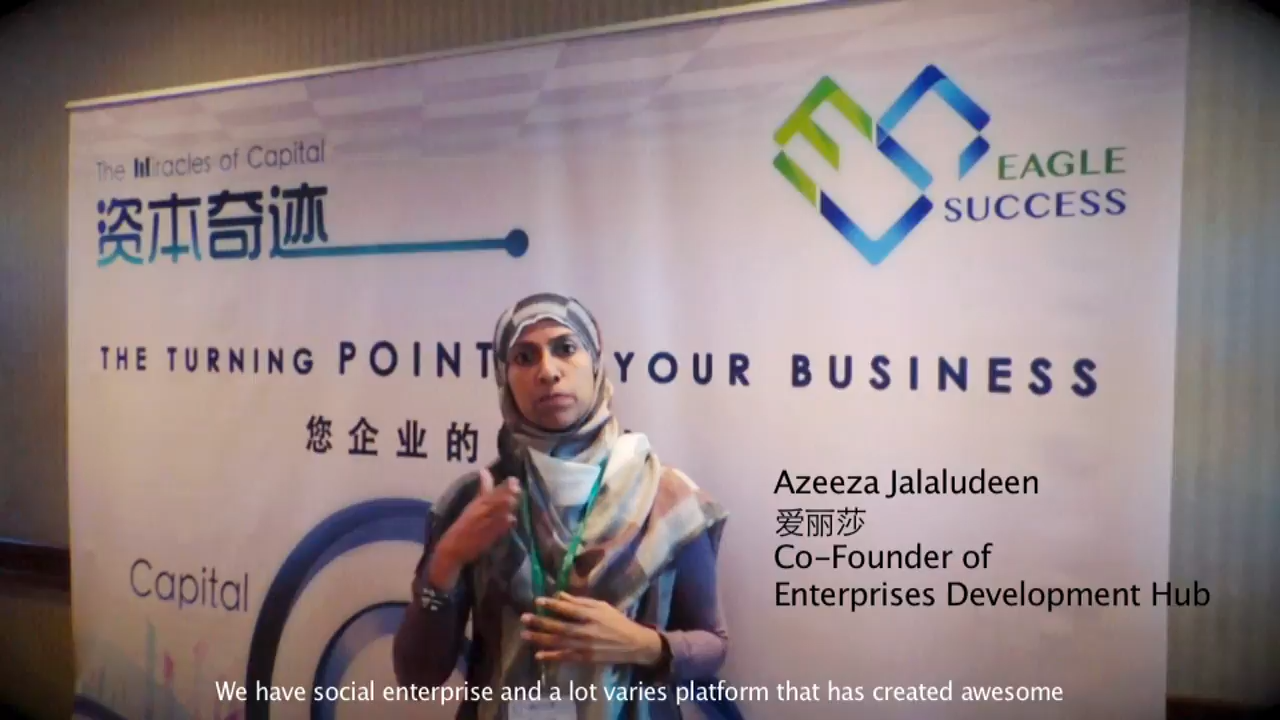 The Miracles of Capital
资本奇迹
EAGLE
SUCCESS
THE TURNING POINT YOUR BUSINESS
您企业的
Azeeza Jalaludeen
爱丽莎
Co-Founder of
Enterprises Development Hub
Capital
We have social enterprise and a lot varies platform that has created awesome